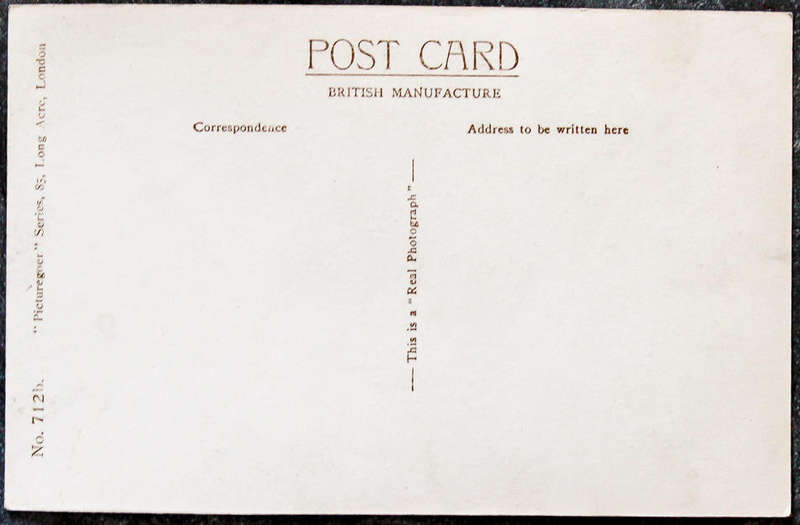 POST CARD
BRITISH MANUFACTURE
Correspondence
Address to be written here
This is a "Real Photograph"
No. 712b. "Picturegoer" Series, 85, Long Acre, London